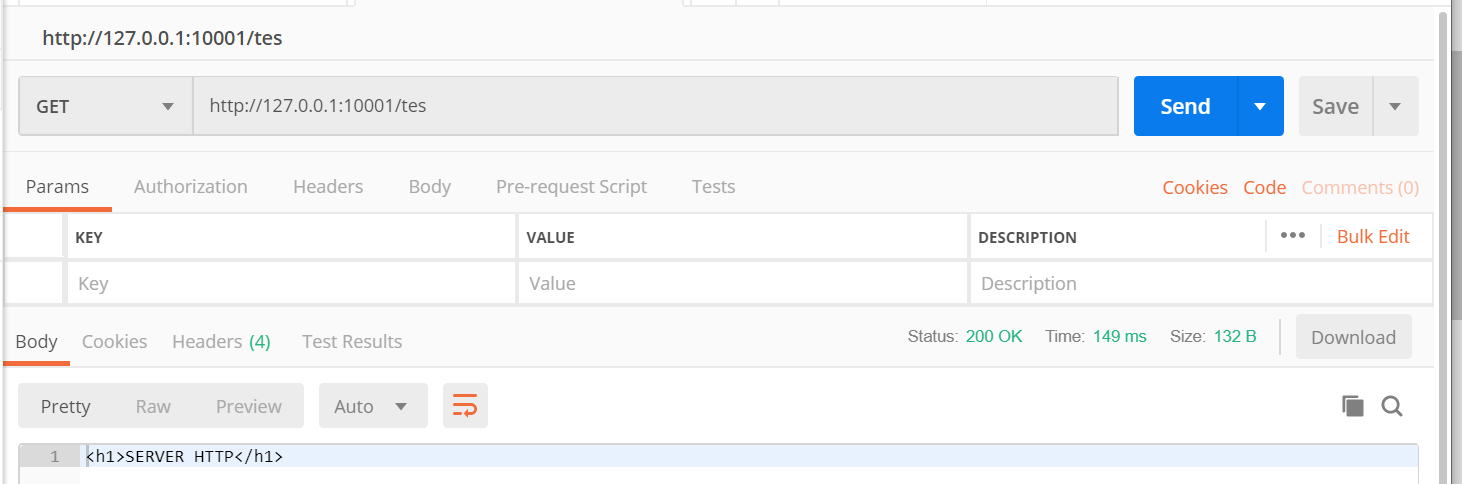 http://127.0.0.1:10001/tes
GET http://127.0.0.1:10001/tes Send Save
Params Authorization Headers Body Pre-request Script Tests Cookies Code Comments (0)
KEY VALUE DESCRIPTION ••• Bulk Edit
Key Value Description
Body Cookies Headers (4) Test Results Status: 200 OK Time: 149 ms Size: 132 B Download
Pretty Raw Preview Auto
1 <h1>SERVER HTTP</h1>